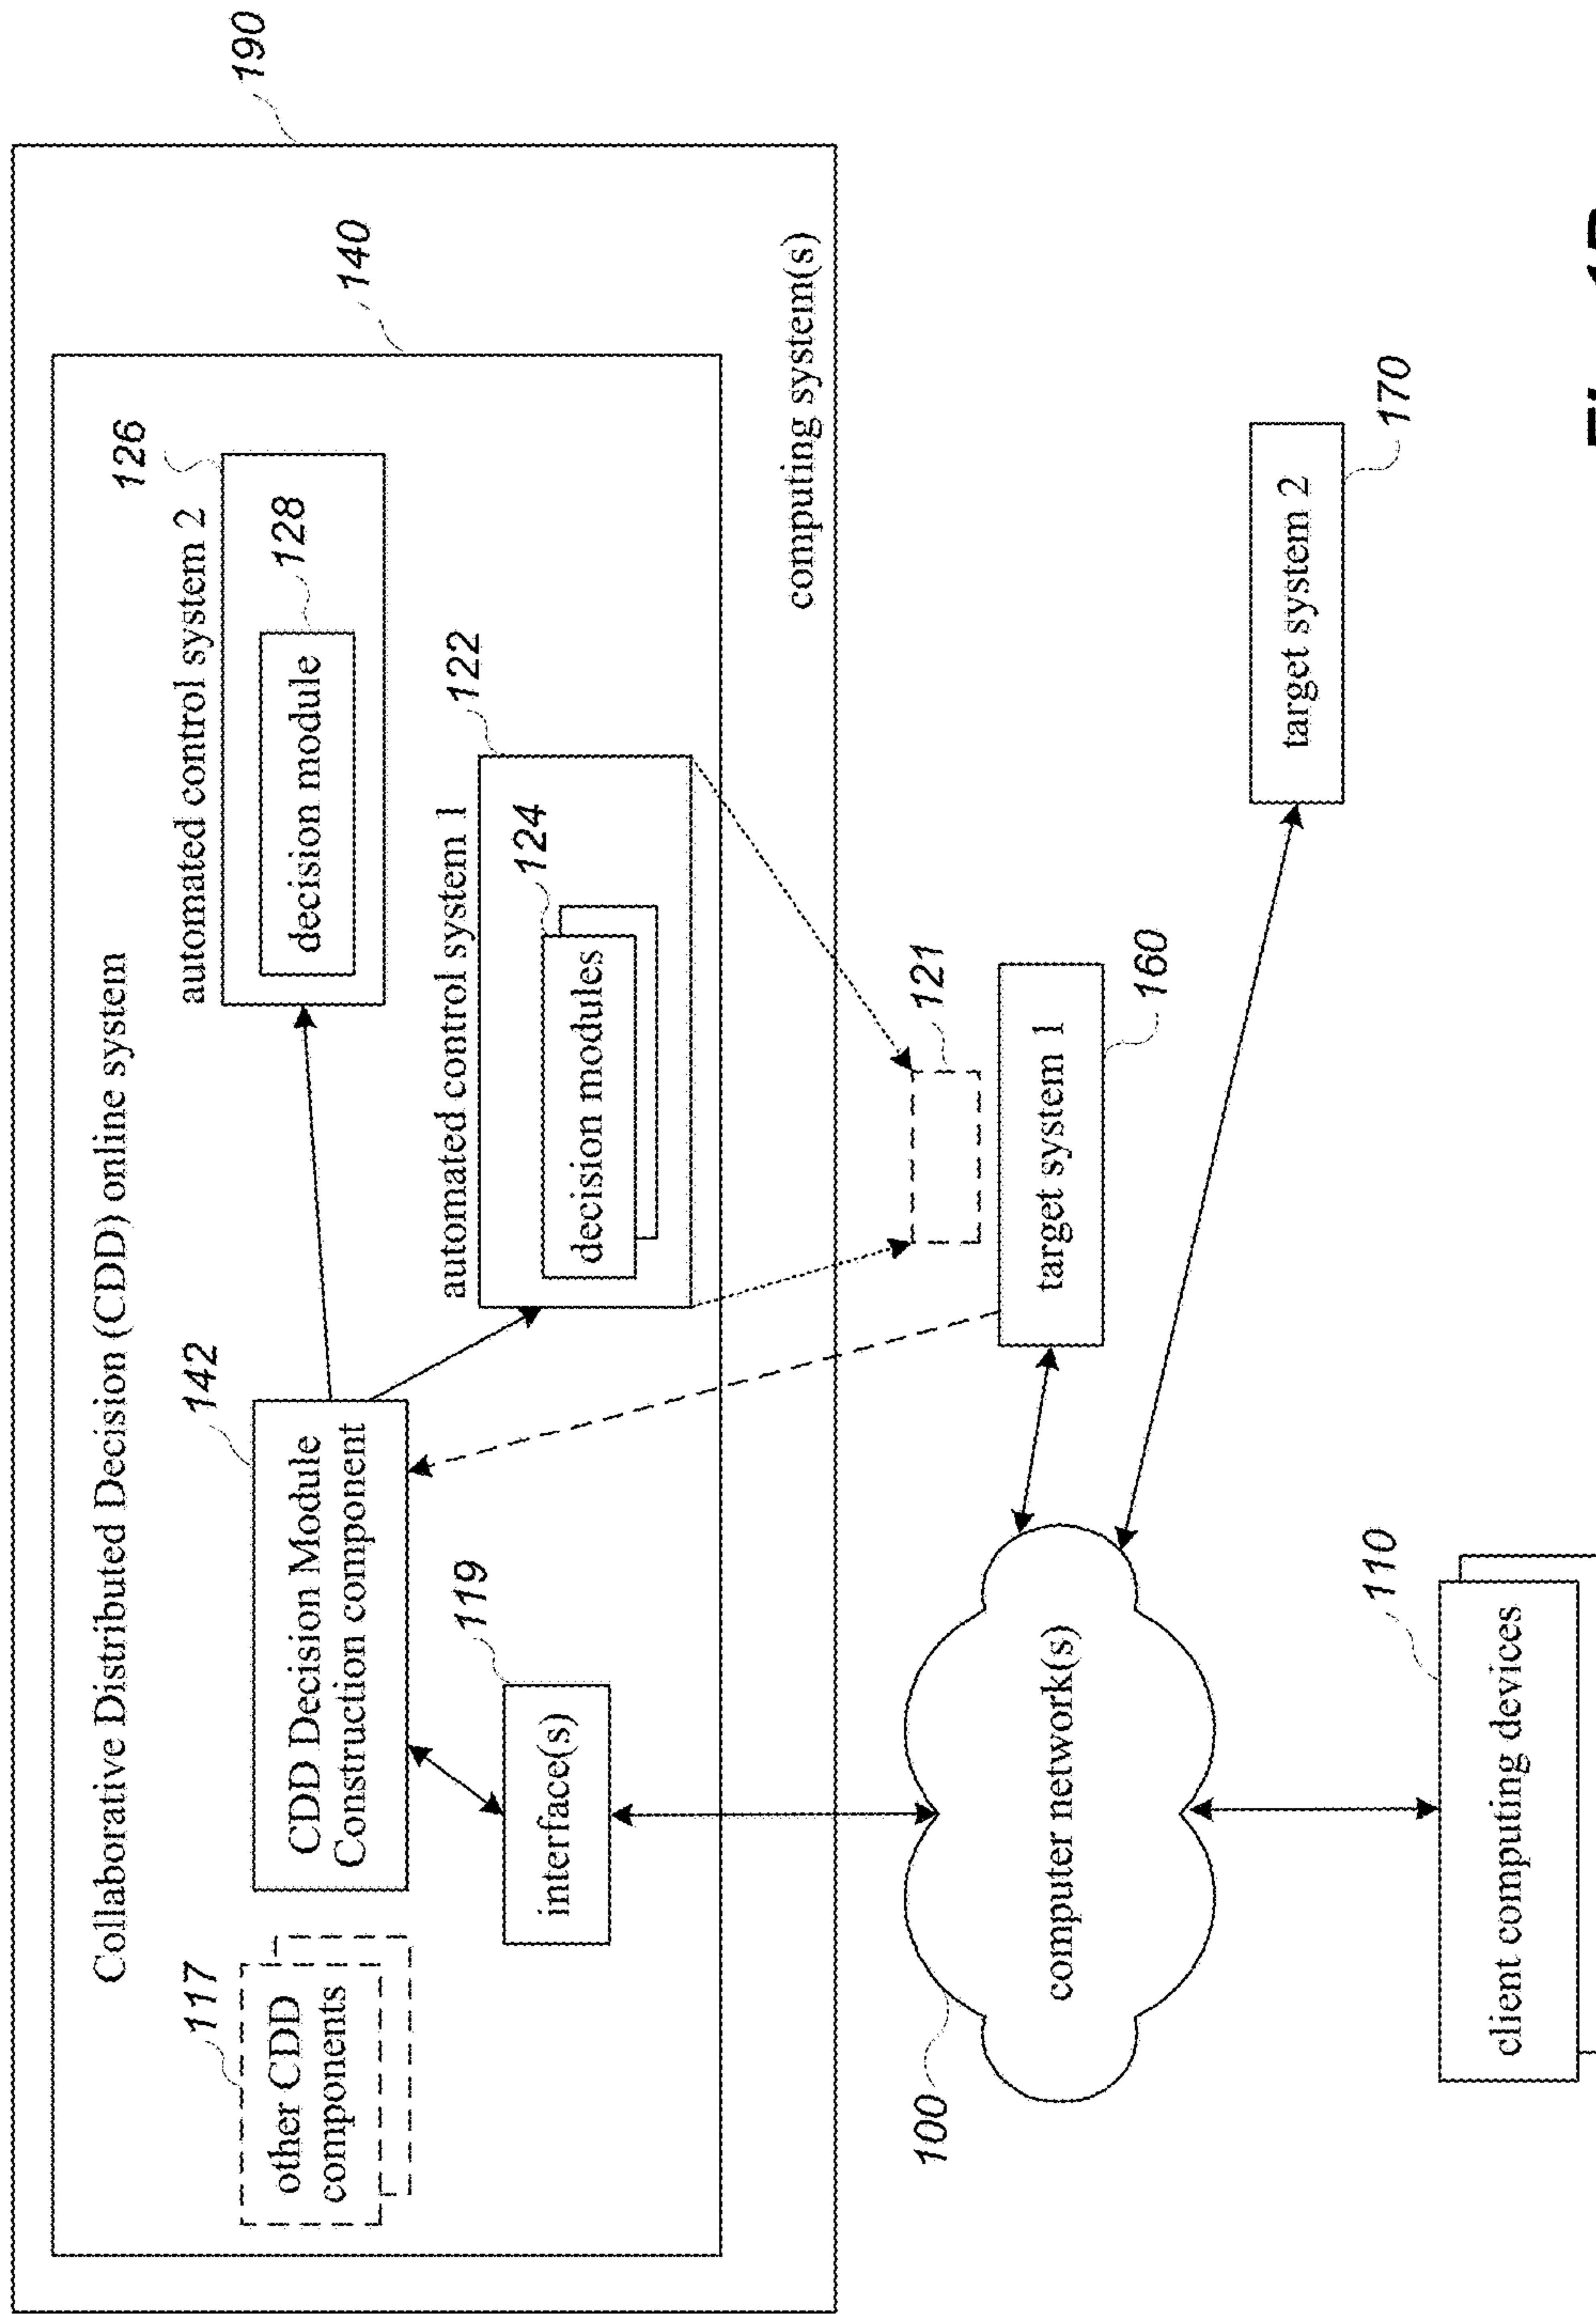 190
140
Collaborative Distributed Decision (CDD) online system
126
automated control system 2
117
142
128
other CDD
components
CDD Decision Module
Construction component
decision module
122
automated control system 1
119
124
interface(s)
decision modules
computing system(s)
121
100
computer network(s)
target system 1
160
target system 2
170
110
client computing devices